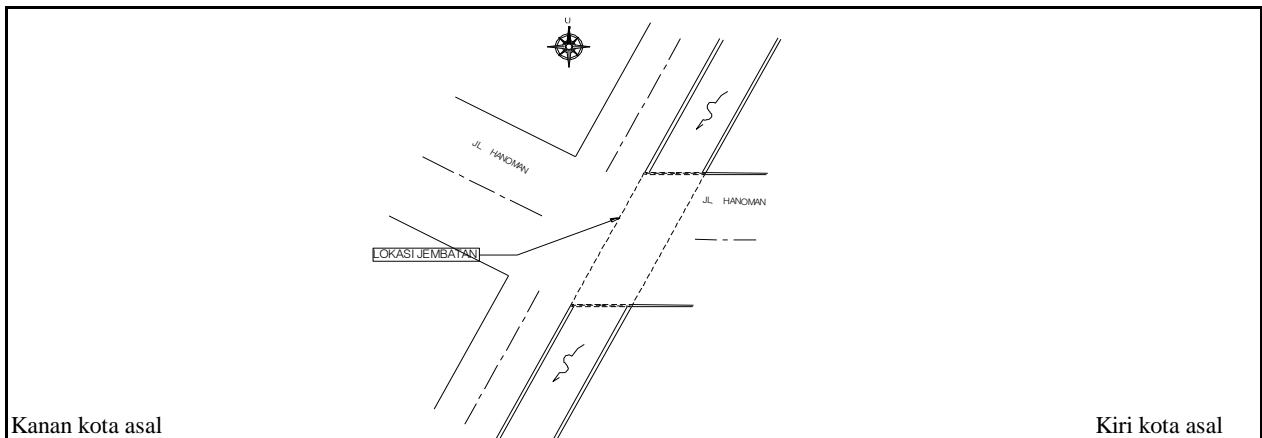 U
JL. HANOMAN
JL. HANOMAN
LOKASI JEMBATAN
Kanan kota asal
Kiri kota asal